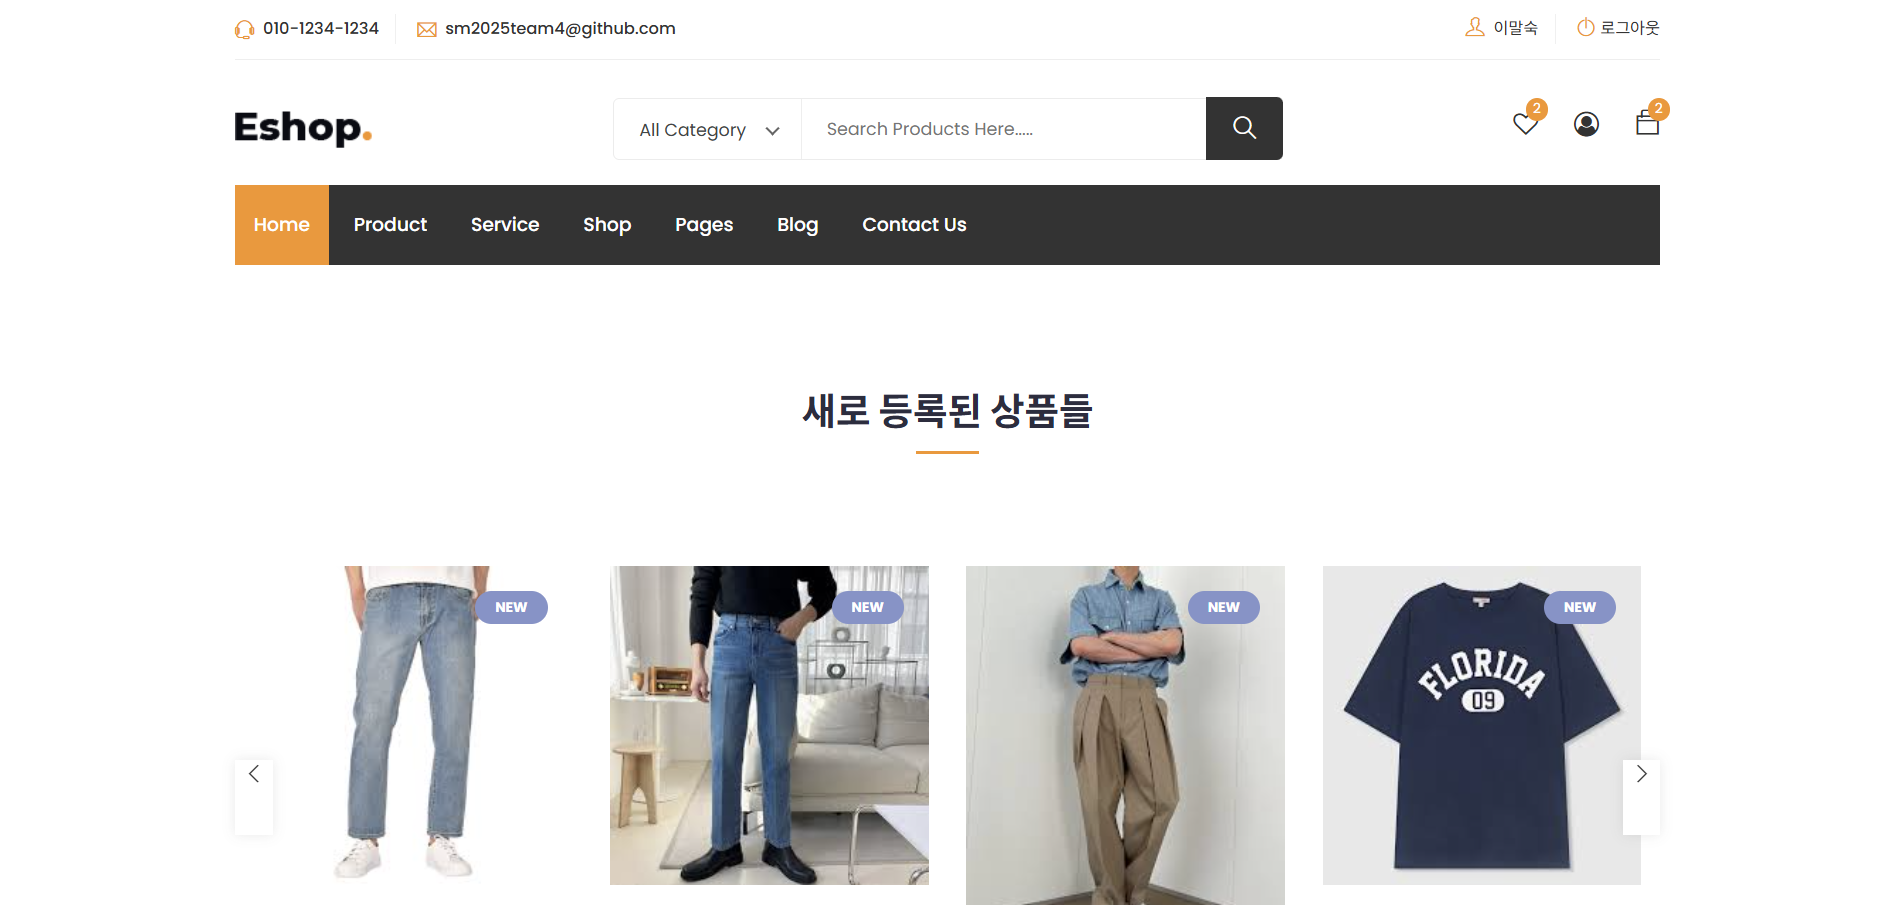 010-1234-1234
sm2025team4@github.com
이말숙
로그아웃
Eshop.
All Category
Search Products Here.....
2
2
Home
Product
Service
Shop
Pages
Blog
Contact Us
새로 등록된 상품들
NEW
NEW
NEW
NEW
FLORIDA
09